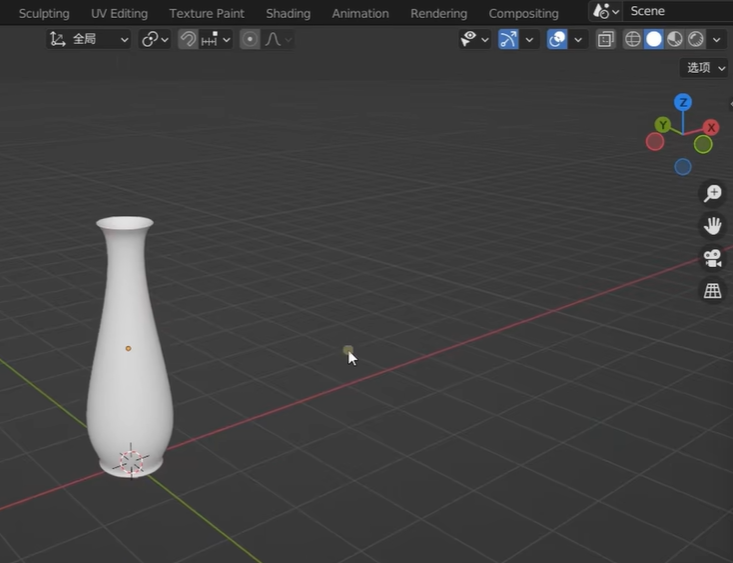 Sculpting UV Editing Texture Paint Shading Animation Rendering Compositing Scene
全局
选项
Z
Y X